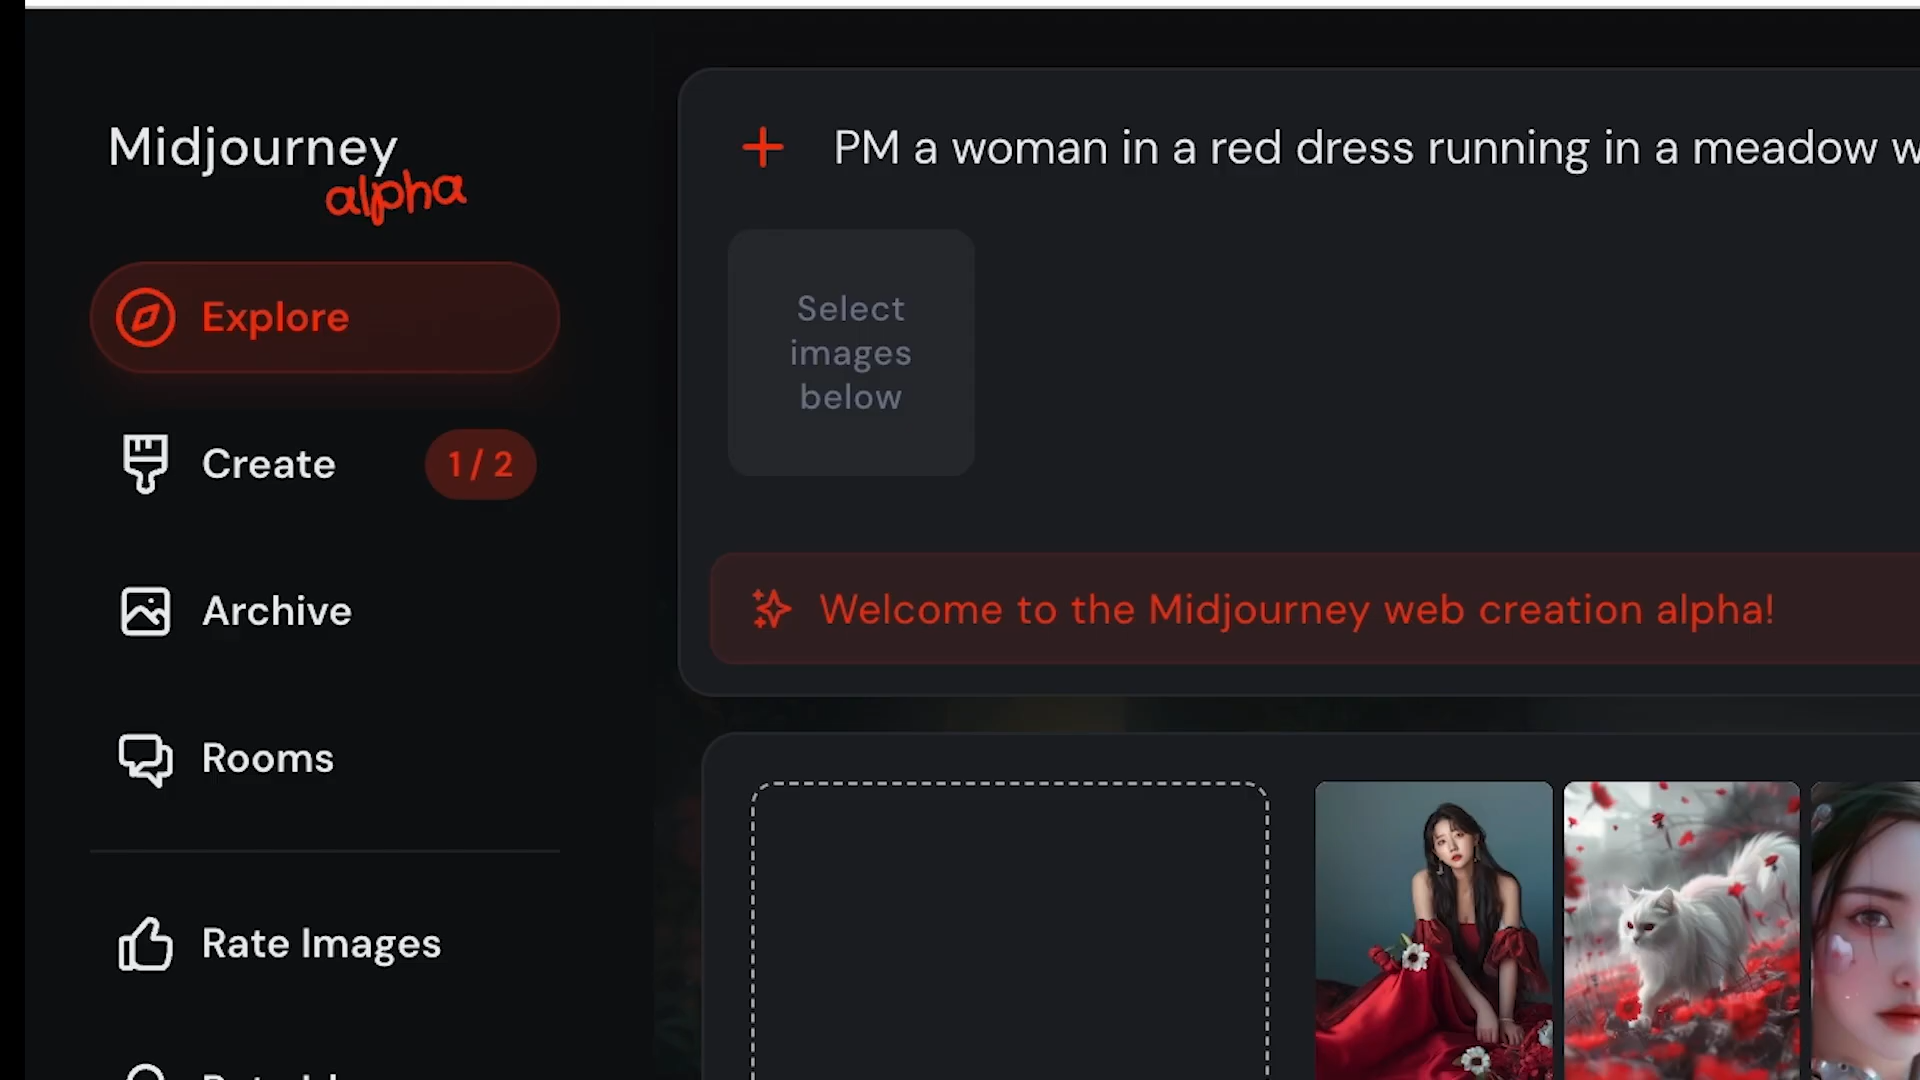 Midjourney
alpha
Explore
Create
1 / 2
Archive
Rooms
Rate Images
PM a woman in a red dress running in a meadow
Select
images
below
Welcome to the Midjourney web creation alpha!